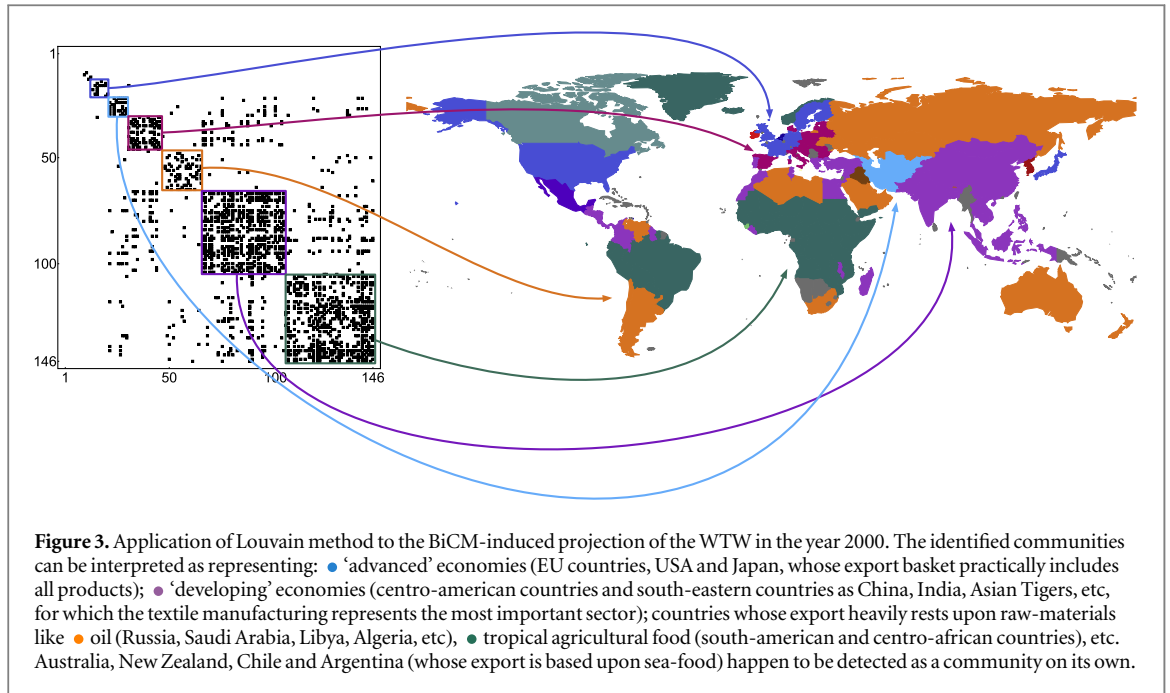 1
50
100
146
1
50
100
146
Figure 3. Application of Louvain method to the BiCM-induced projection of the WTW in the year 2000. The identified communities
can be interpreted as representing: ● ‘advanced’ economies (EU countries, USA and Japan, whose export basket practically includes
all products); ● ‘developing’ economies (centro-american countries and south-eastern countries as China, India, Asian Tigers, etc,
for which the textile manufacturing represents the most important sector); countries whose export heavily rests upon raw-materials
like ● oil (Russia, Saudi Arabia, Libya, Algeria, etc), ● tropical agricultural food (south-american and centro-african countries), etc.
Australia, New Zealand, Chile and Argentina (whose export is based upon sea-food) happen to be detected as a community on its own.